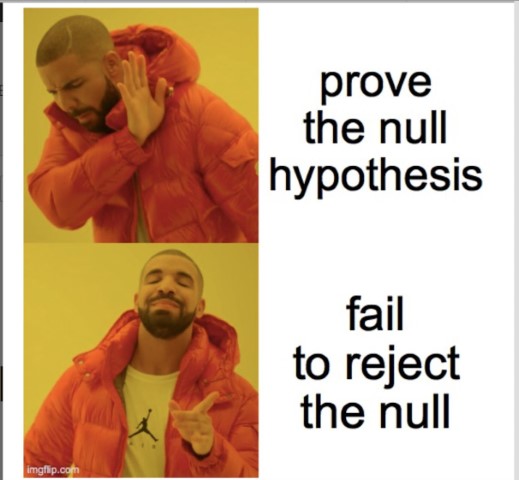 prove
the null
hypothesis
fail
to reject
the null
imgflip.com